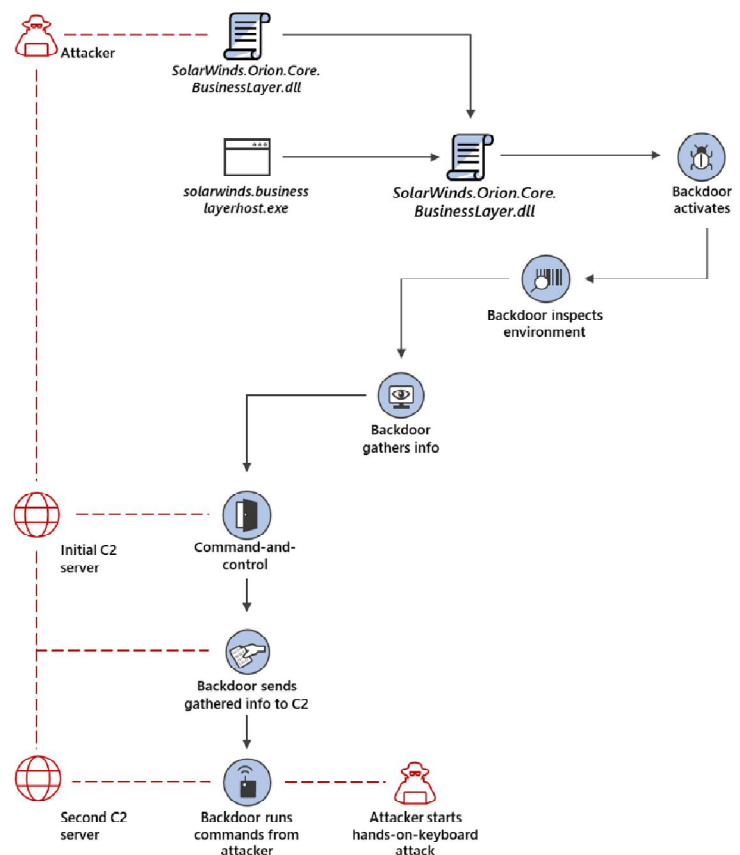 Attacker
SolarWinds.Orion.Core.
BusinessLayer.dll
solarwinds.business
layerhost.exe
SolarWinds.Orion.Core.
BusinessLayer.dll
Backdoor
activates
Backdoor inspects
environment
Backdoor
gathers info
Initial C2
server
Command-and-
control
Backdoor sends
gathered info to C2
Second C2
server
Backdoor runs
commands from
attacker
Attacker starts
hands-on-keyboard
attack